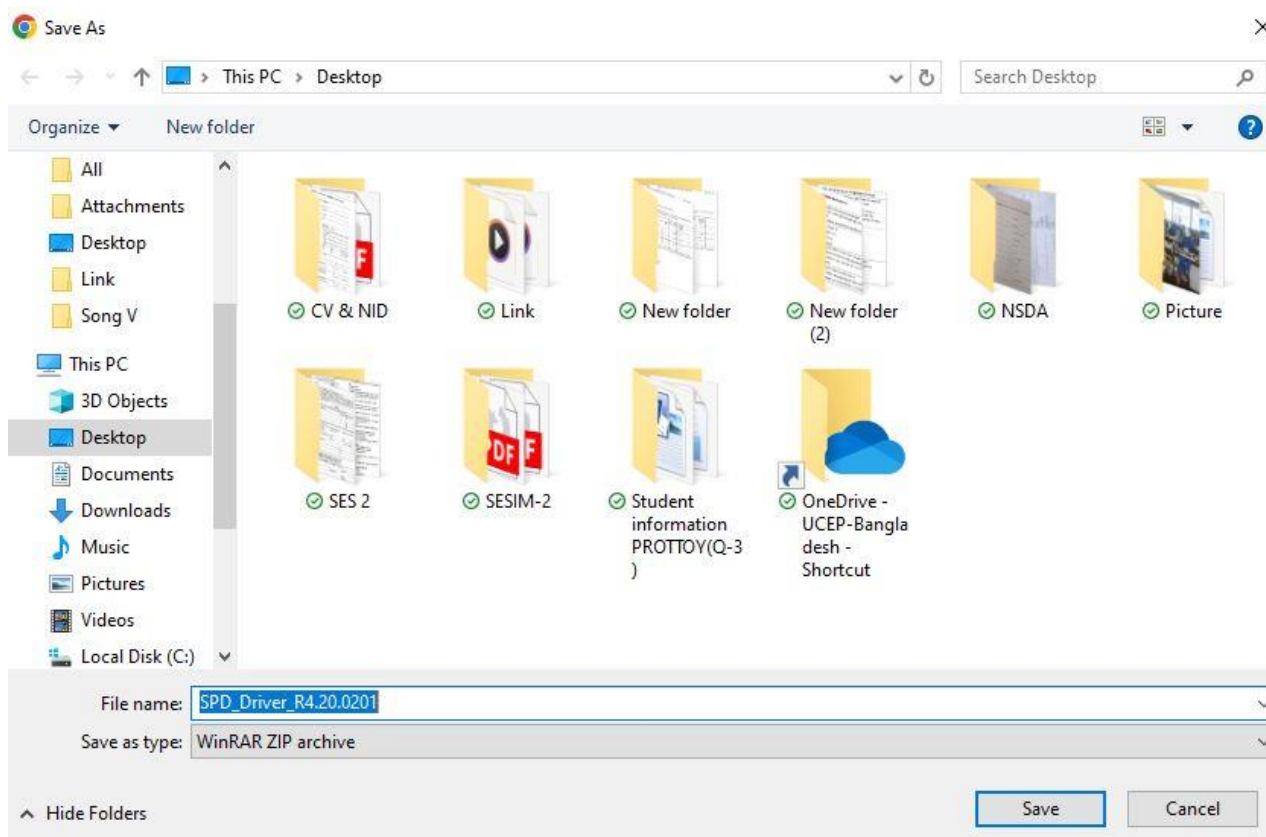 Save As
This PC > Desktop
Search Desktop
Organize
New folder
All
Attachments
Desktop
Link
Song V
This PC
3D Objects
Desktop
Documents
Downloads
Music
Pictures
Videos
Local Disk (C:)
CV & NID
Link
New folder
New folder
(2)
NSDA
Picture
SES 2
SESIM-2
Student
information
PROTTOY(Q-3
)
OneDrive -
UCEP-Bangla
desh -
Shortcut
File name: SPD_Driver_R4.20.0201
Save as type: WinRAR ZIP archive
Hide Folders
Save
Cancel